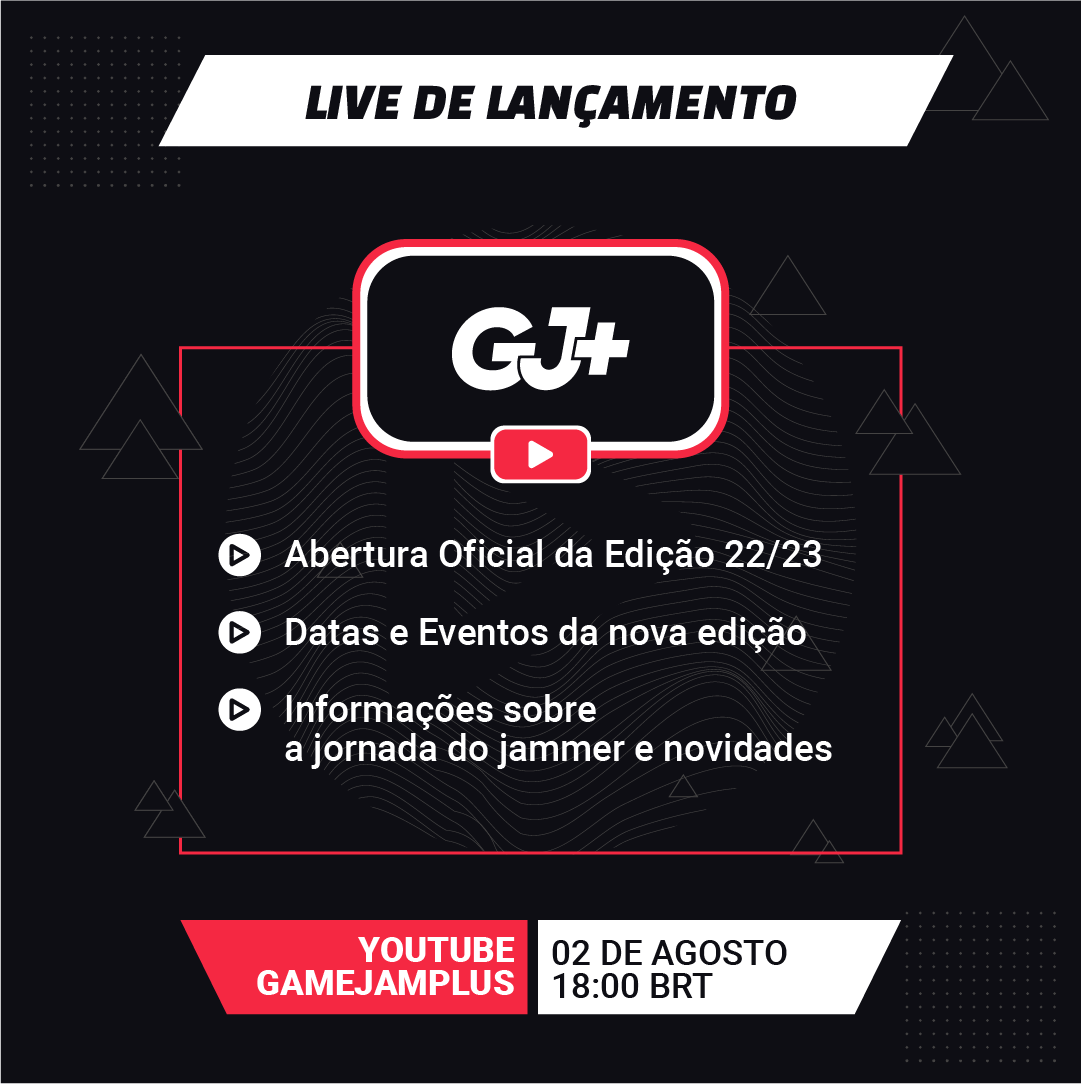 LIVE DE LANÇAMENTO
GJ+
Abertura Oficial da Edição 22/23
Datas e Eventos da nova edição
Informações sobre
a jornada do jammer e novidades
YOUTUBE
GAMEJAMPLUS
02 DE AGOSTO
18:00 BRT